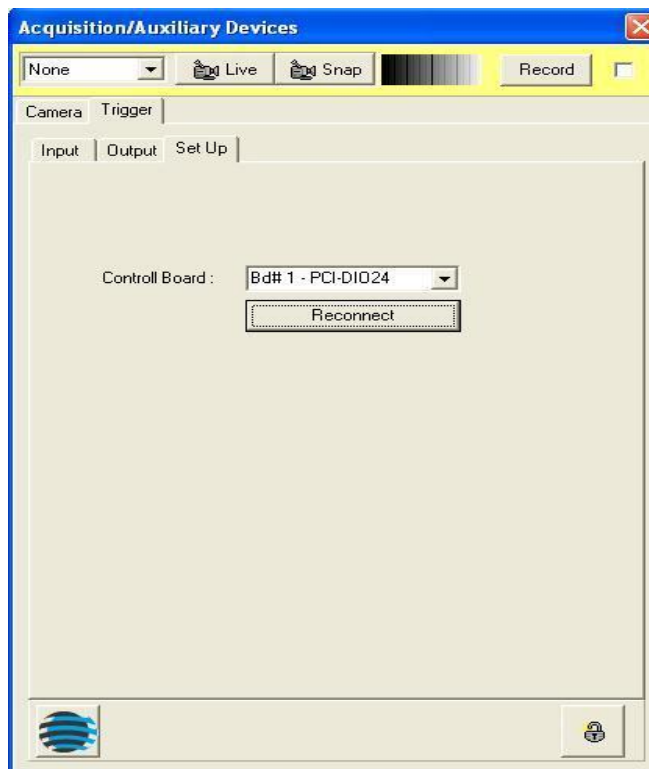 Acquisition/Auxiliary Devices
None Live Snap Record
Camera Trigger
Input Output Set Up
Controll Board : Bd# 1 - PCI-DIO24
Reconnect